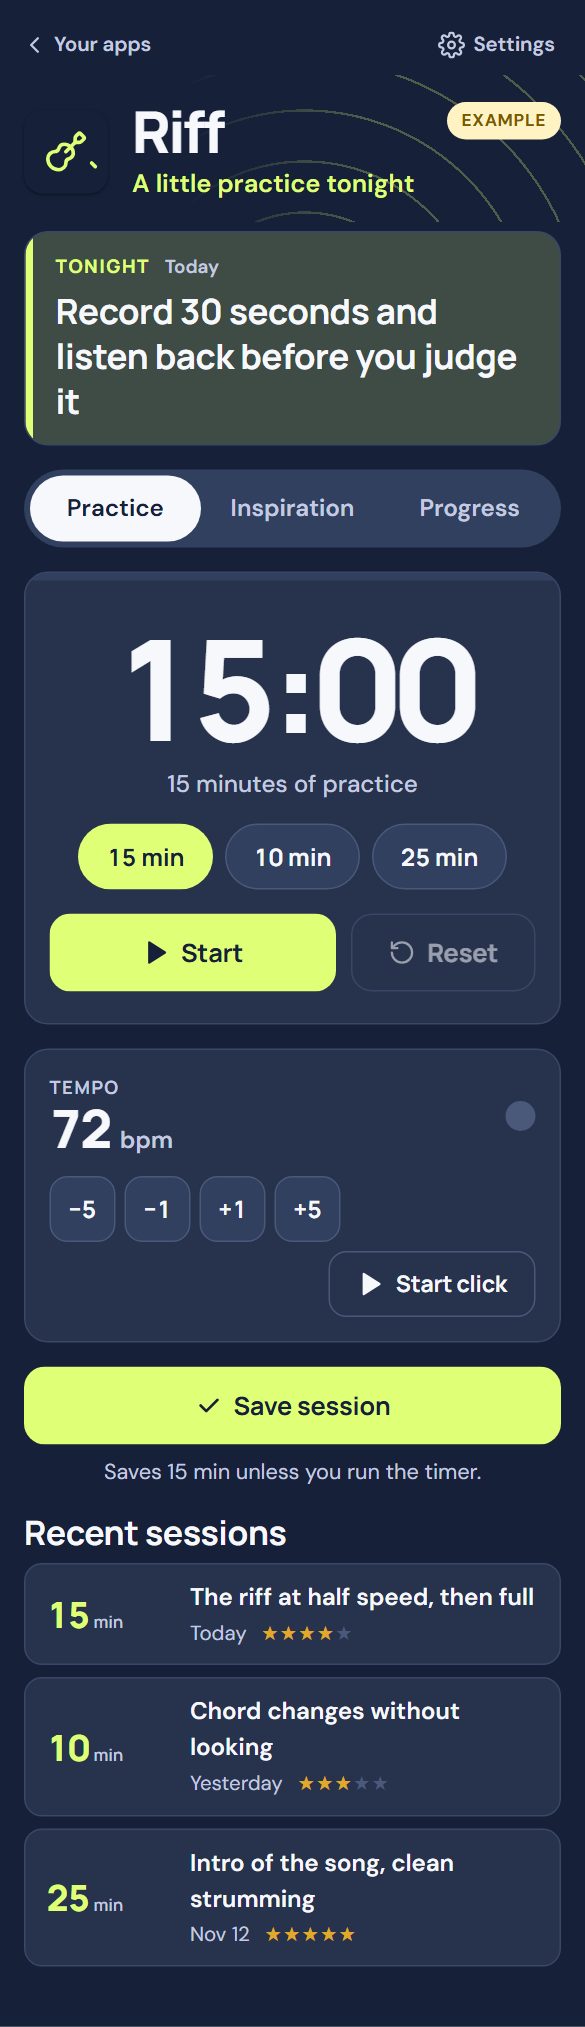 Your apps
Settings
Riff
EXAMPLE
A little practice tonight
TONIGHT Today
Record 30 seconds and
listen back before you judge
it
Practice
Inspiration
Progress
15:00
15 minutes of practice
15 min
10 min
25 min
Start
Reset
TEMPO
72 bpm
−5
−1
+1
+5
Start click
Save session
Saves 15 min unless you run the timer.
Recent sessions
15 min
The riff at half speed, then full
Today ★★★★★
10 min
Chord changes without
looking
Yesterday ★★★★★
25 min
Intro of the song, clean
strumming
Nov 12 ★★★★★